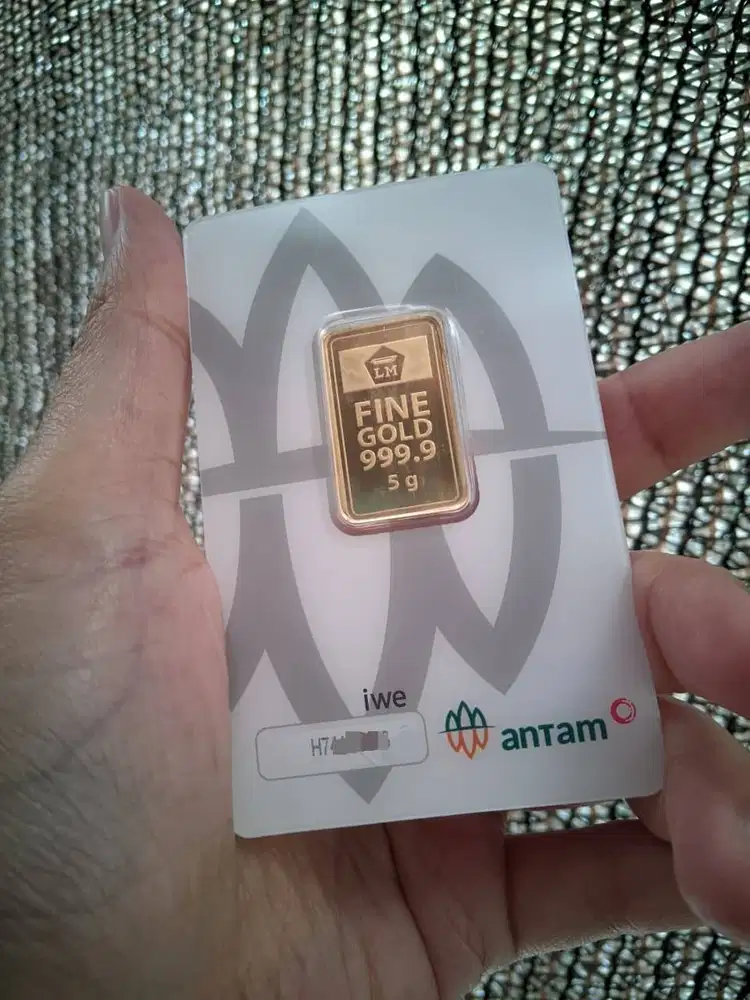 LM
FINE
GOLD
999.9
5 g
iwe
antam